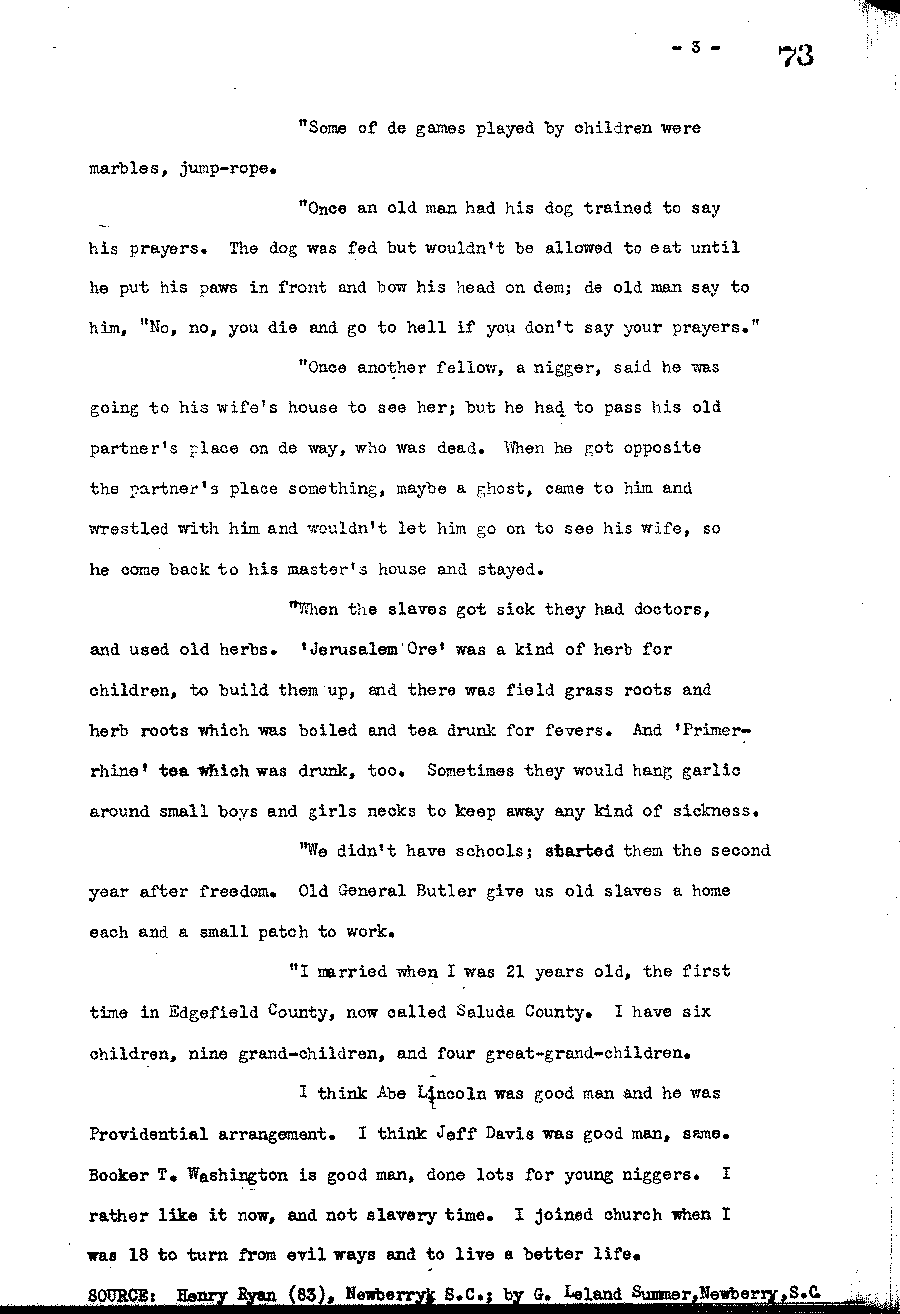 - 3 - 73
"Some of de games played by children were
marbles, jump-rope.
"Once an old man had his dog trained to say
his prayers. The dog was fed but wouldn't be allowed to eat until
he put his paws in front and bow his head on dem; de old man say to
him, "No, no, you die and go to hell if you don't say your prayers."
"Once another fellow, a nigger, said he was
going to his wife's house to see her; but he had to pass his old
partner's place on de way, who was dead. When he got opposite
the partner's place something, maybe a ghost, came to him and
wrestled with him and wouldn't let him go on to see his wife, so
he come back to his master's house and stayed.
"When the slaves got sick they had doctors,
and used old herbs. 'Jerusalem Ore' was a kind of herb for
children, to build them up, and there was field grass roots and
herb roots which was boiled and tea drunk for fevers. And 'Primer-
rhine' tea which was drunk, too. Sometimes they would hang garlic
around small boys and girls necks to keep away any kind of sickness.
"We didn't have schools; started them the second
year after freedom. Old General Butler give us old slaves a home
each and a small patch to work.
"I married when I was 21 years old, the first
time in Edgefield County, now called Saluda County. I have six
children, nine grand-children, and four great-grand-children.
I think Abe Lincoln was good man and he was
Providential arrangement. I think Jeff Davis was good man, same.
Booker T. Washington is good man, done lots for young niggers. I
rather like it now, and not slavery time. I joined church when I
was 18 to turn from evil ways and to live a better life.
SOURCE: Henry Ryan (83), Newberry, S.C.; by G. Leland Summer, Newberry, S.C.